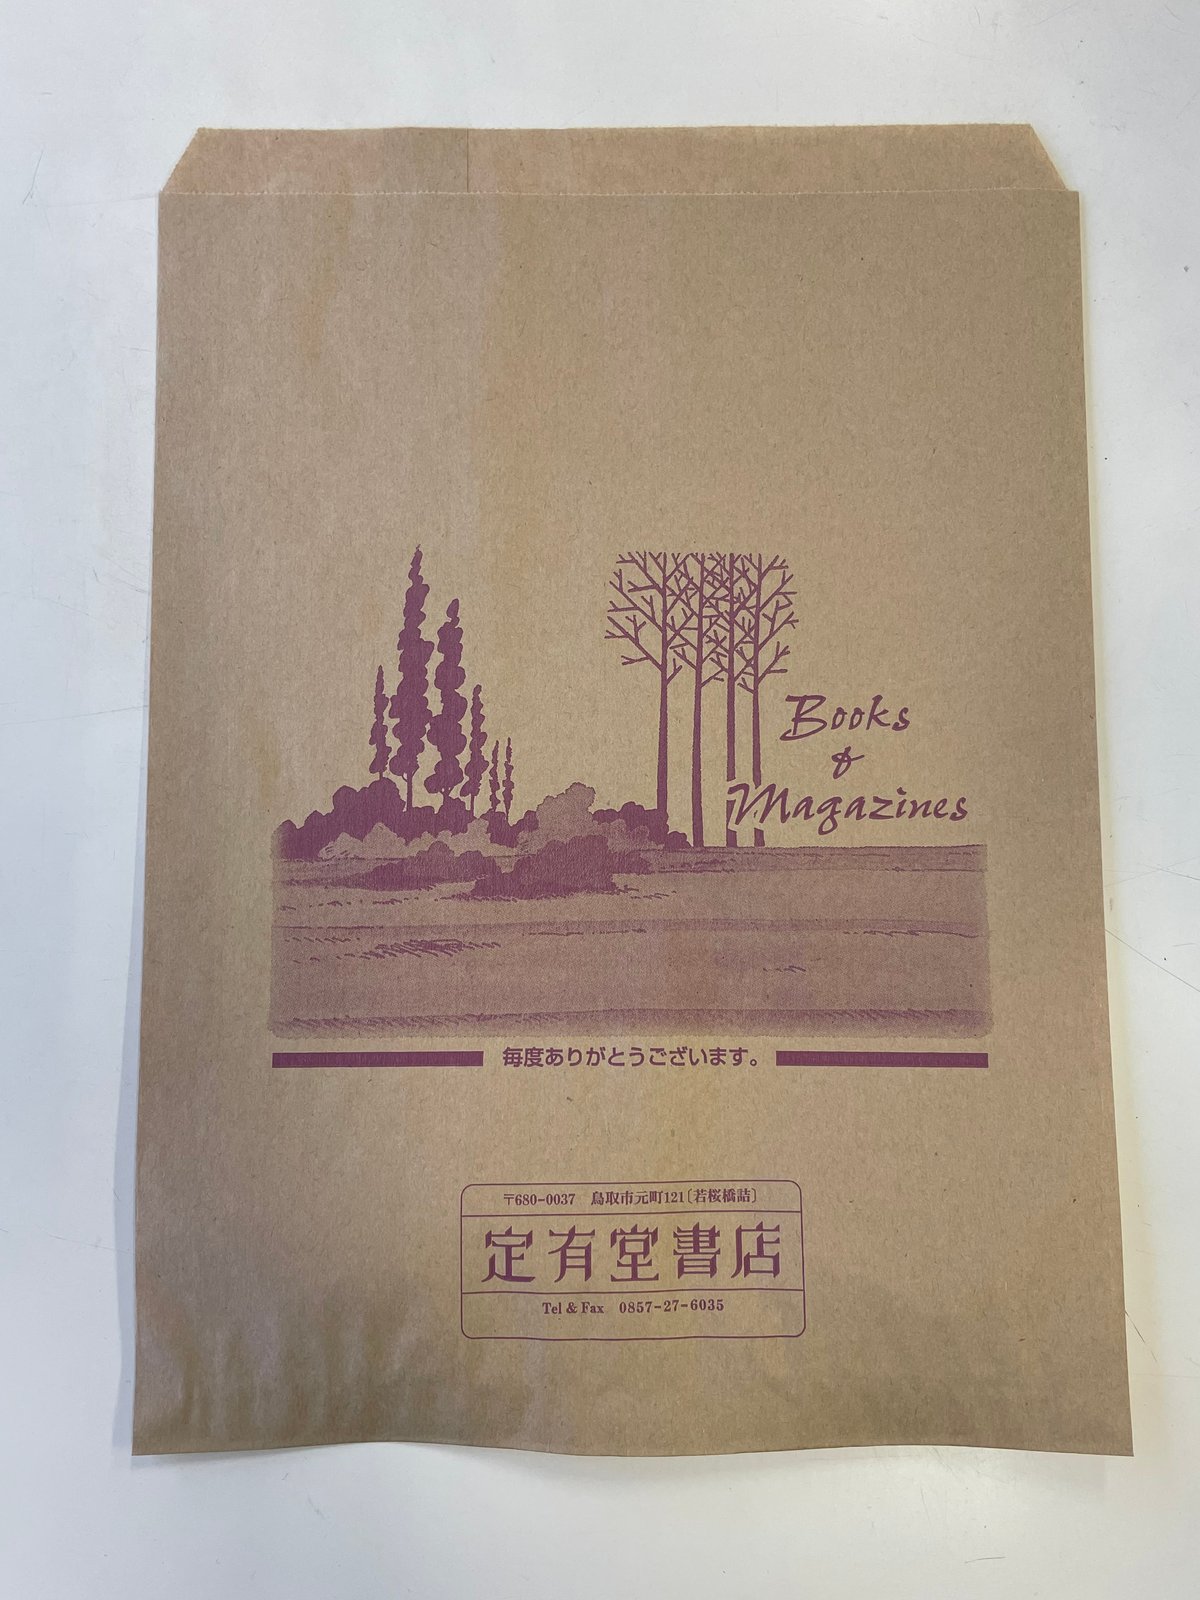 Books
&
Magazines
毎度ありがとうございます。
〒680-0037 鳥取市元町121〔若桜橋詰〕
定有堂書店
Tel & Fax 0857-27-6035